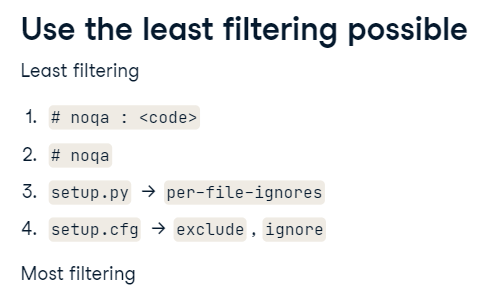 Use the least filtering possible
Least filtering
1. # noqa : <code>
2. # noqa
3. setup.py → per-file-ignores
4. setup.cfg → exclude , ignore
Most filtering